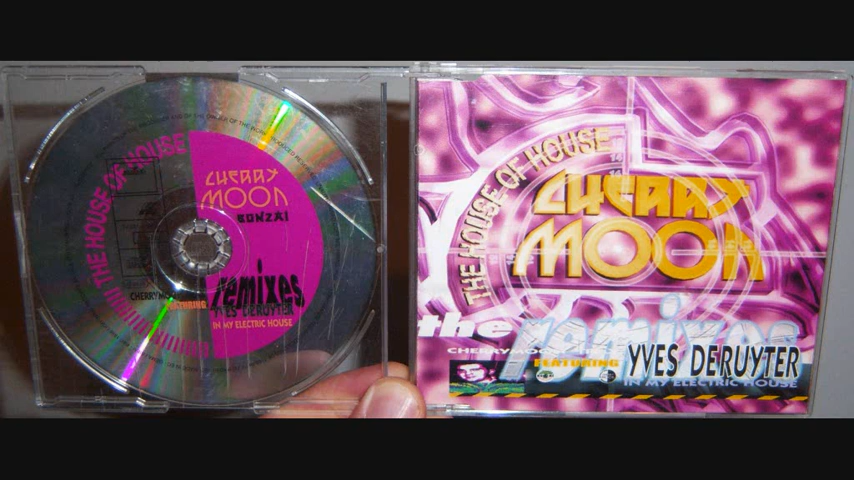 THE HOUSE OF HOUSE
CHERRY
MOON
BONZAI
remixes
FEATURING
YVES DERUYTER
IN MY ELECTRIC HOUSE
THE HOUSE OF HOUSE
CHERRY
MOON
the remixes
FEATURING
YVES DERUYTER
IN MY ELECTRIC HOUSE